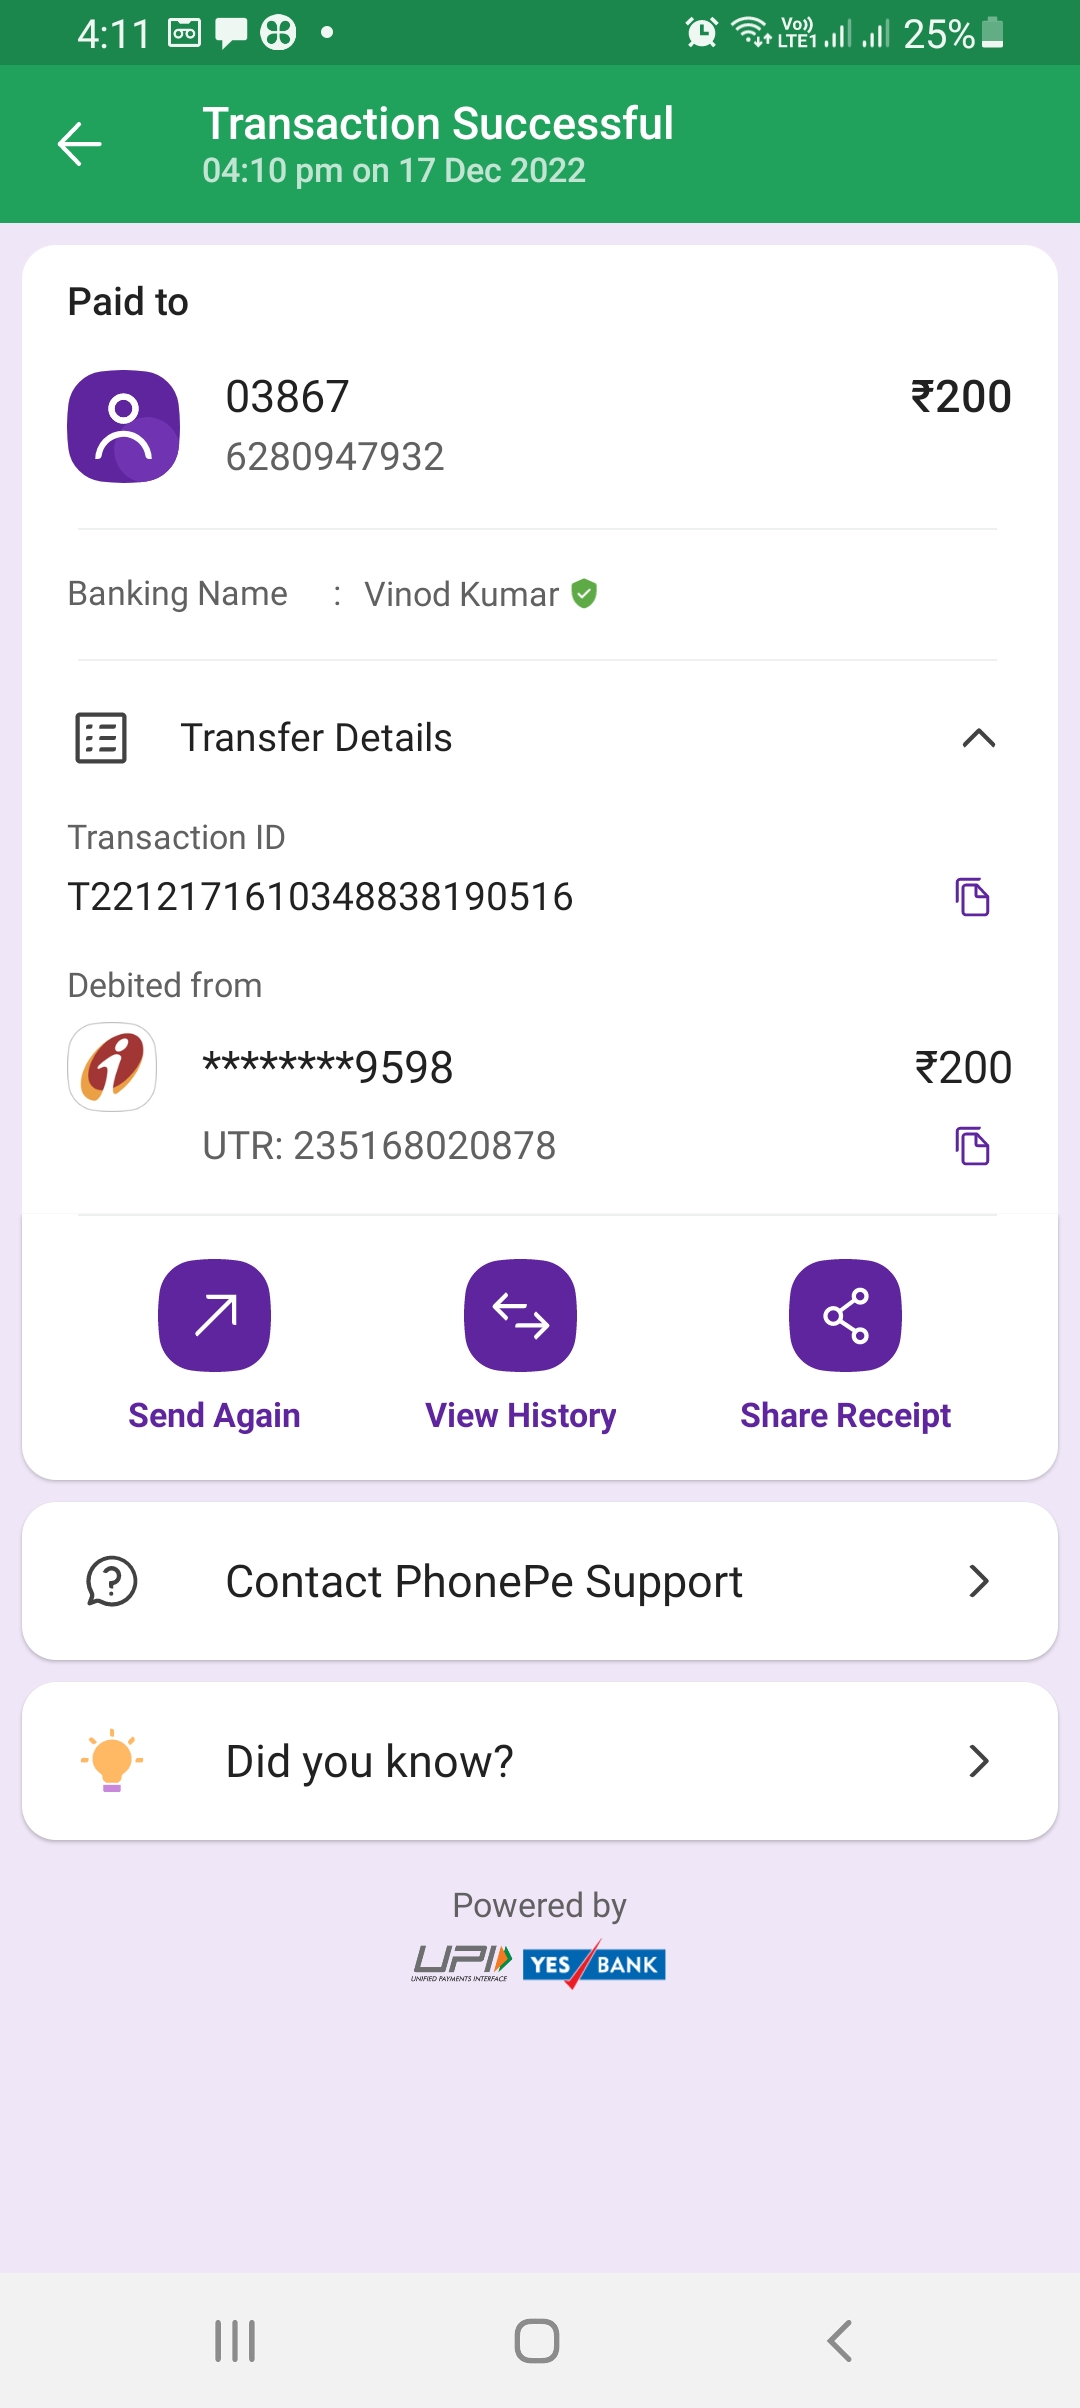 4:11 Vo)) LTE1 25%
Transaction Successful
04:10 pm on 17 Dec 2022
Paid to
03867 ₹200
6280947932
Banking Name : Vinod Kumar
Transfer Details
Transaction ID
T2212171610348838190516
Debited from
********9598 ₹200
UTR: 235168020878
Send Again View History Share Receipt
Contact PhonePe Support
Did you know?
Powered by
UPI YES BANK
UNIFIED PAYMENTS INTERFACE